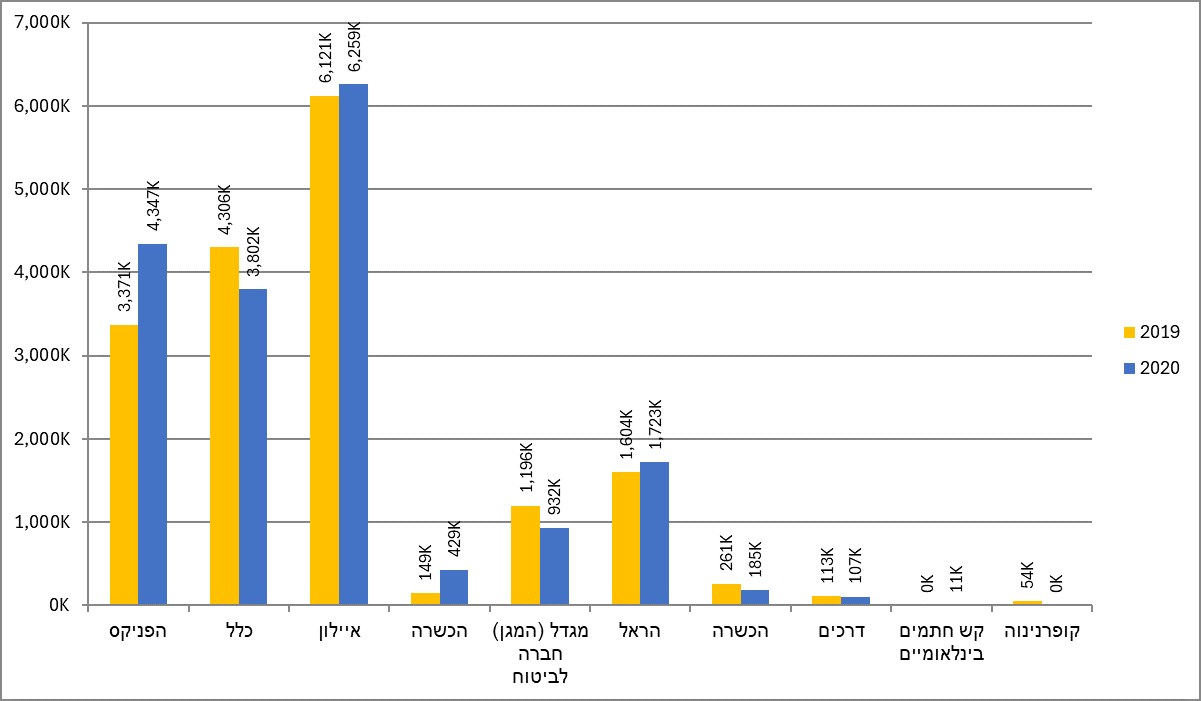 7,000K
6,000K
5,000K
4,000K
3,000K
2,000K
1,000K
0K
3,371K
4,347K
4,306K
3,802K
6,121K
6,259K
149K
429K
1,196K
932K
1,604K
1,723K
261K
185K
113K
107K
0K
11K
54K
0K
הפניקס
כלל
איילון
הכשרה
מגדל (המגן)
חברה
לביטוח
הראל
הכשרה
דרכים
קש חתמים
בינלאומיים
קופרנינוה
2019
2020